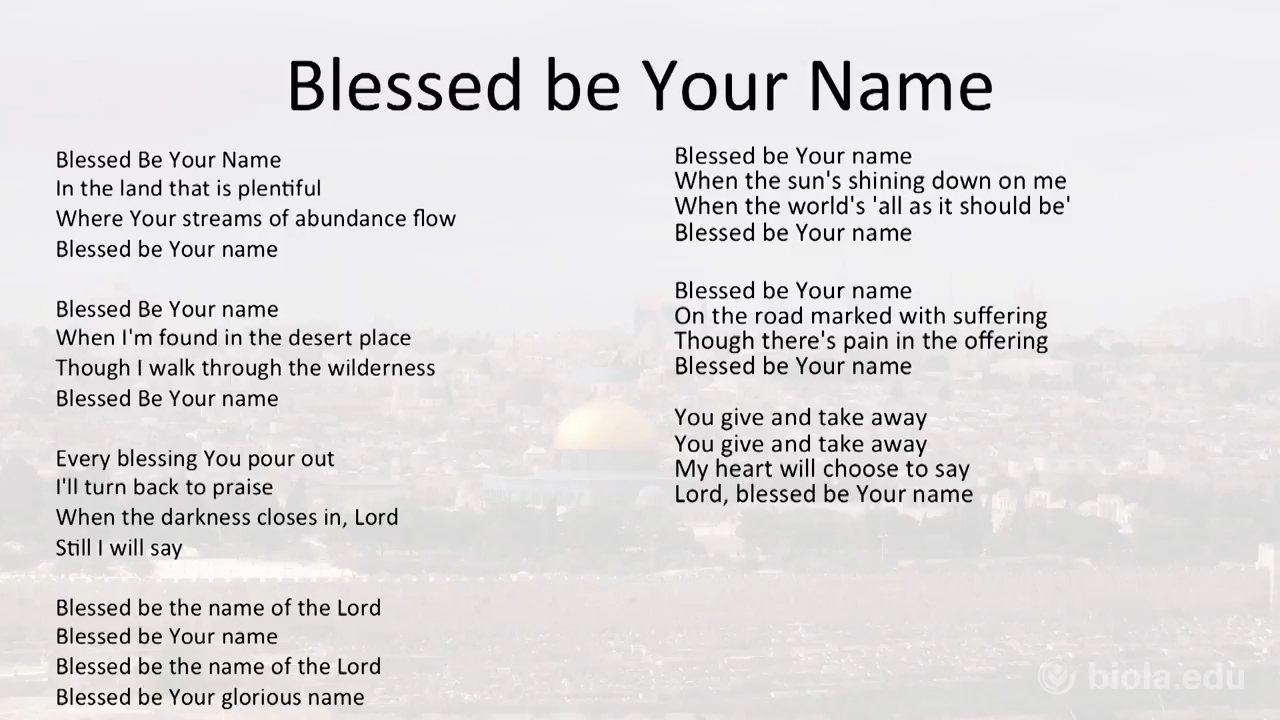 Blessed be Your Name
Blessed Be Your Name
In the land that is plentiful
Where Your streams of abundance flow
Blessed be Your name
Blessed Be Your name
When I'm found in the desert place
Though I walk through the wilderness
Blessed Be Your name
Every blessing You pour out
I'll turn back to praise
When the darkness closes in, Lord
Still I will say
Blessed be the name of the Lord
Blessed be Your name
Blessed be the name of the Lord
Blessed be Your glorious name
Blessed be Your name
When the sun's shining down on me
When the world's 'all as it should be'
Blessed be Your name
Blessed be Your name
On the road marked with suffering
Though there's pain in the offering
Blessed be Your name
You give and take away
You give and take away
My heart will choose to say
Lord, blessed be Your name
biola.edu